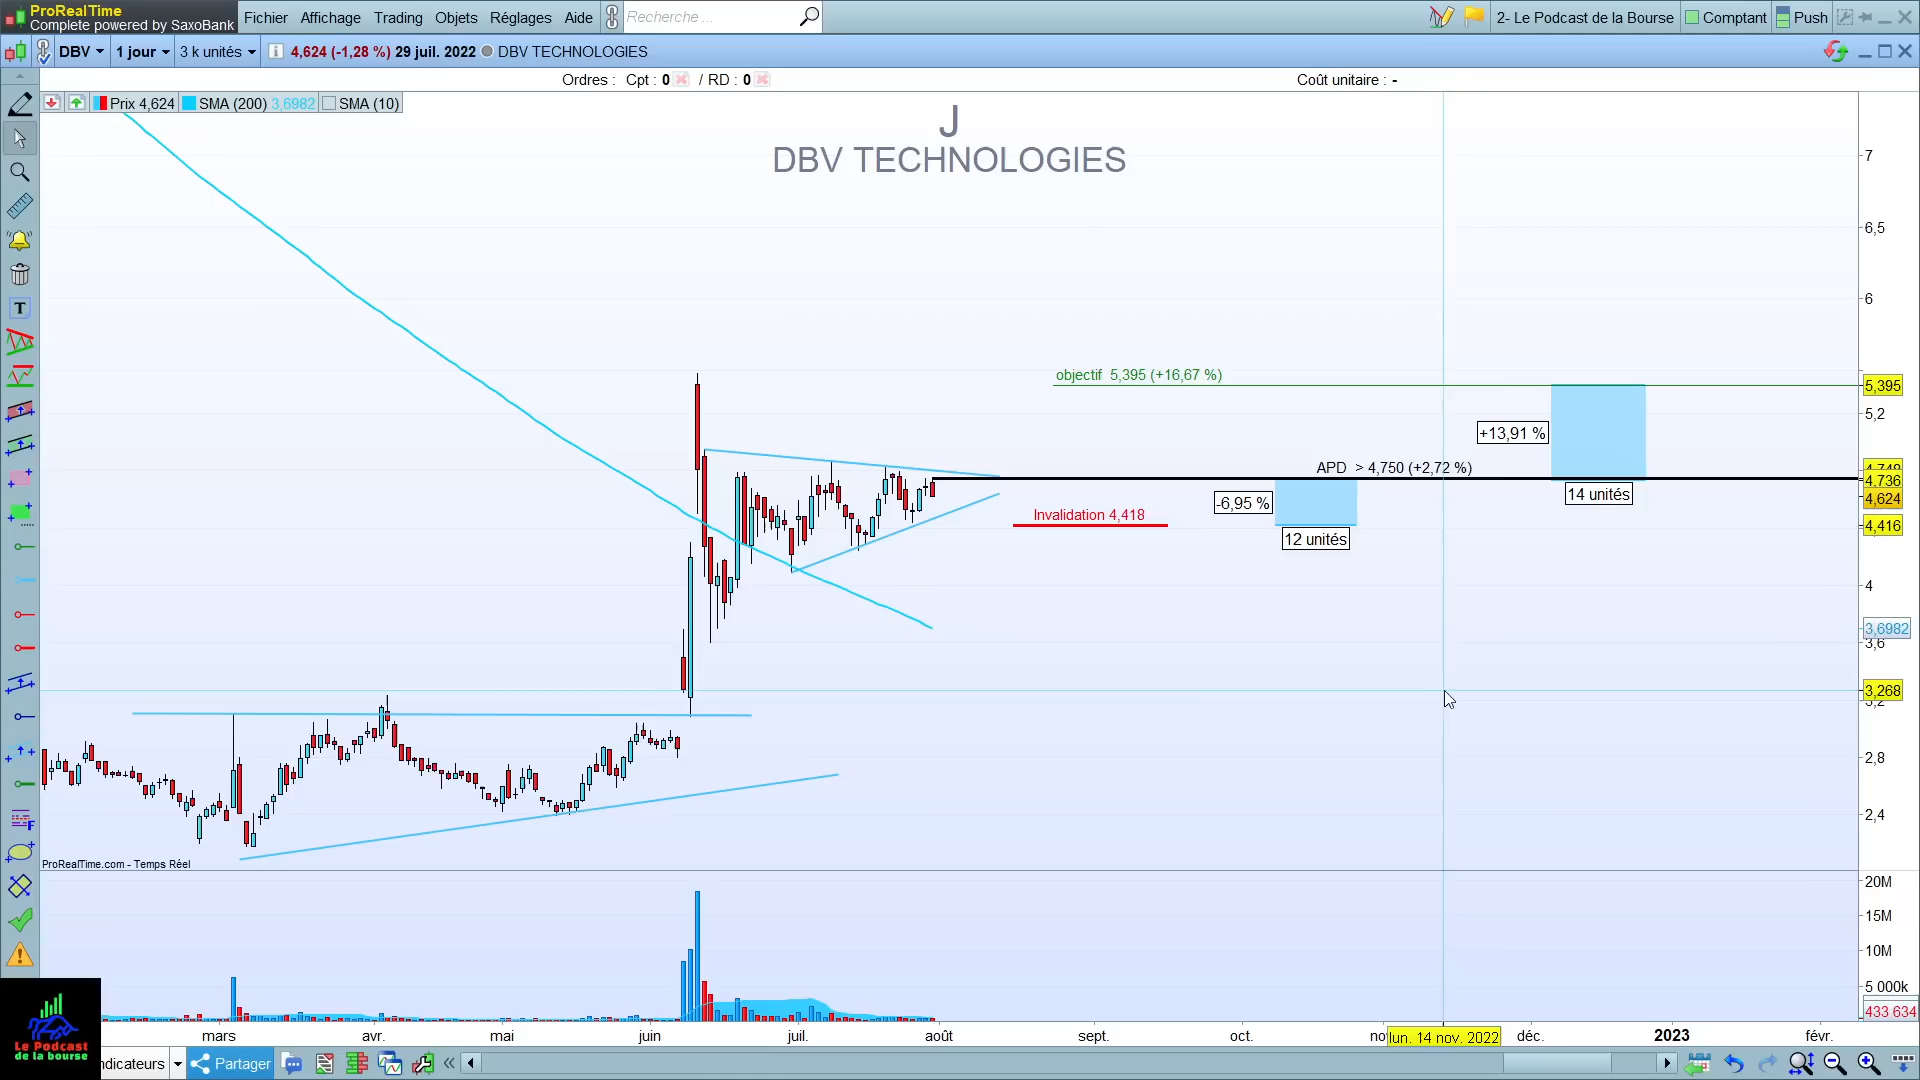 ProRealTime
Complete powered by SaxoBank
Fichier Affichage Trading Objets Réglages Aide
Recherche ...
2- Le Podcast de la Bourse
Comptant
Push
DBV 1 jour 3 k unités 4,624 (-1,28 %) 29 juil. 2022 DBV TECHNOLOGIES
Ordres : Cpt : 0 / RD : 0
Coût unitaire : -
Prix 4,624 SMA (200) 3,6982 SMA (10)
J
DBV TECHNOLOGIES
7
6,5
6
objectif 5,395 (+16,67 %)
5,395
5,2
+13,91 %
APD > 4,750 (+2,72 %)
4,736
14 unités
4,624
-6,95 %
Invalidation 4,418
4,416
12 unités
4
3,6982
3,6
3,268
3,2
2,8
2,4
ProRealTime.com - Temps Réel
20M
15M
10M
5 000k
433 634
mars avr. mai juin juil. août sept. oct. lun. 14 nov. 2022 déc. 2023 févr.
Le Podcast
de la bourse
ndicateurs
Partager